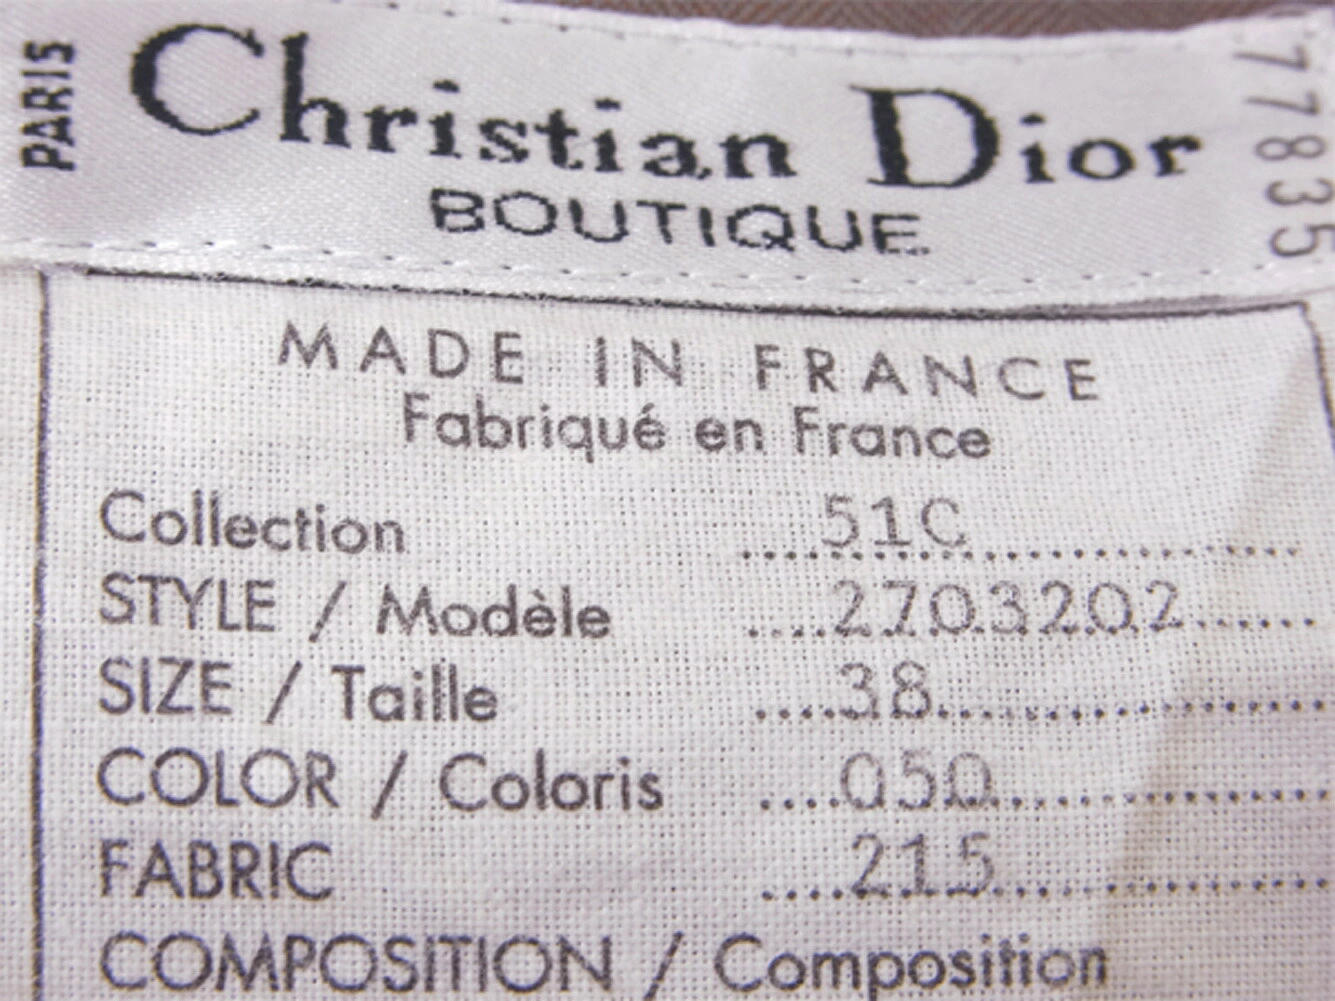 PARIS
Christian Dior
BOUTIQUE
77835
MADE IN FRANCE
Fabriqué en France
Collection ....51C....................
STYLE / Modèle ....2703202.......
SIZE / Taille ....38....................
COLOR / Coloris ....050..................
FABRIC ....215..................
COMPOSITION / Composition